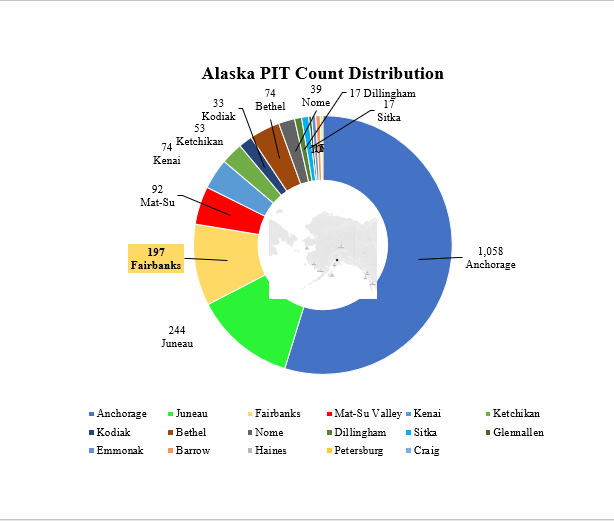 Alaska PIT Count Distribution
39
Nome
74
Bethel
17 Dillingham
17
Sitka
33
Kodiak
53
Ketchikan
74
Kenai
92
Mat-Su
197
Fairbanks
1,058
Anchorage
244
Juneau
Anchorage Juneau Fairbanks Mat-Su Valley Kenai Ketchikan
Kodiak Bethel Nome Dillingham Sitka Glennallen
Emmonak Barrow Haines Petersburg Craig